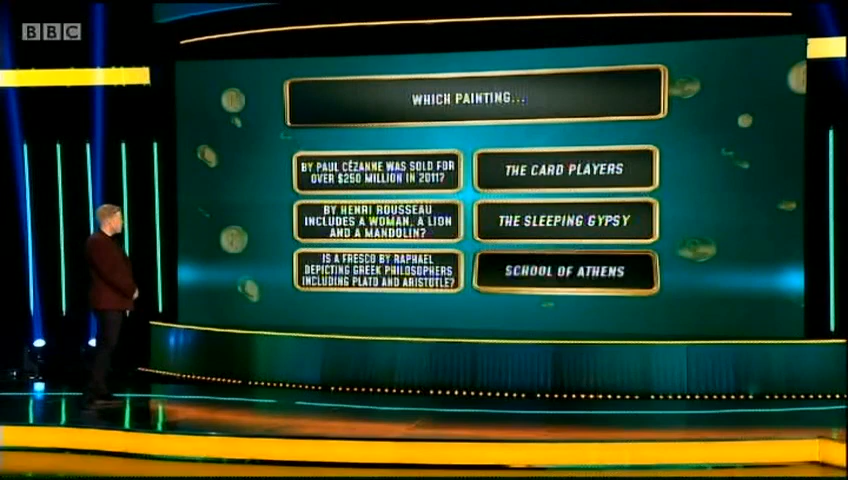 BBC
WHICH PAINTING...
BY PAUL CÉZANNE WAS SOLD FOR
OVER $250 MILLION IN 2011?
THE CARD PLAYERS
BY HENRI ROUSSEAU
INCLUDES A WOMAN, A LION
AND A MANDOLIN?
THE SLEEPING GYPSY
IS A FRESCO BY RAPHAEL
DEPICTING GREEK PHILOSOPHERS
INCLUDING PLATO AND ARISTOTLE?
SCHOOL OF ATHENS